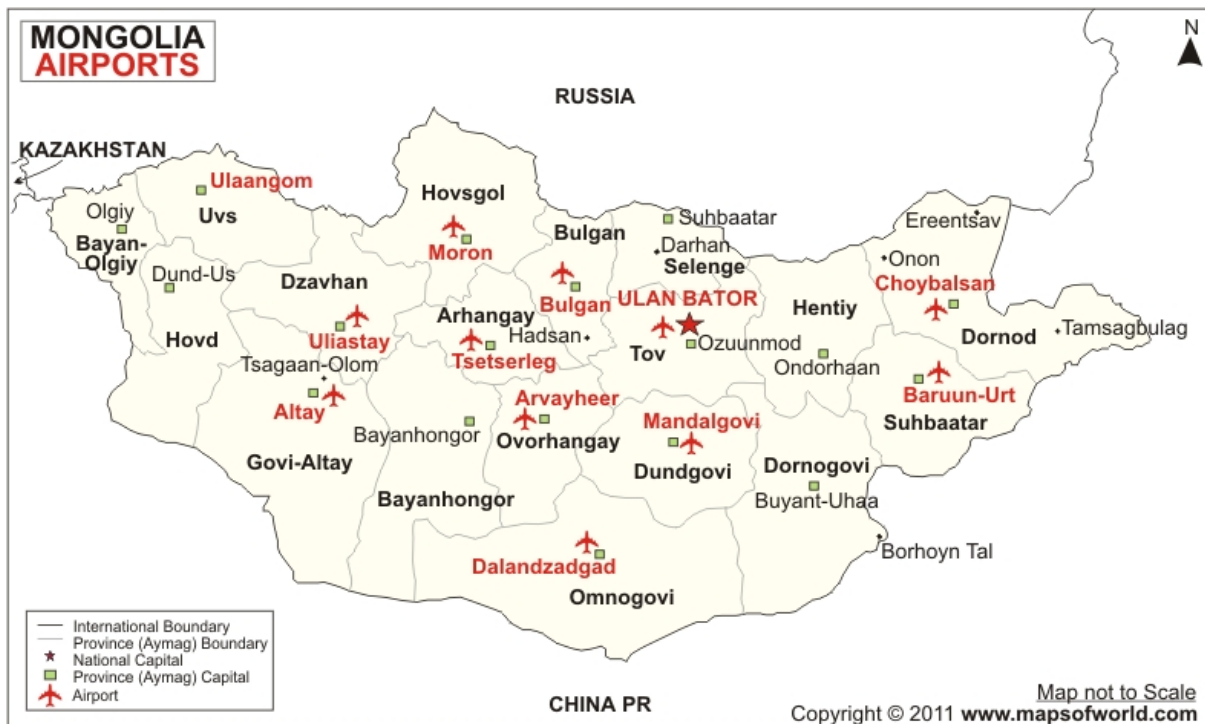 MONGOLIA
AIRPORTS
N
RUSSIA
KAZAKHSTAN
Ulaangom
Hovsgol
Olgiy
Uvs
Bulgan
Suhbaatar
Ereentsav
Bayan-
Olgiy
Moron
Darhan
Selenge
Onon
Dund-Us
Dzavhan
Choybalsan
Bulgan
ULAN BATOR
Hentiy
Arhangay
Hovd
Uliastay
Hadsan
Tov
Ozuunmod
Dornod
Tamsagbulag
Tsetserleg
Tsagaan-Olom
Ondorhaan
Altay
Arvayheer
Baruun-Urt
Mandalgovi
Suhbaatar
Bayanhongor
Ovorhangay
Govi-Altay
Dundgovi
Dornogovi
Bayanhongor
Buyant-Uhaa
Borhoyn Tal
Dalandzadgad
Omnogovi
International Boundary
Province (Aymag) Boundary
National Capital
Province (Aymag) Capital
Airport
CHINA PR
Map not to Scale
Copyright © 2011 www.mapsofworld.com